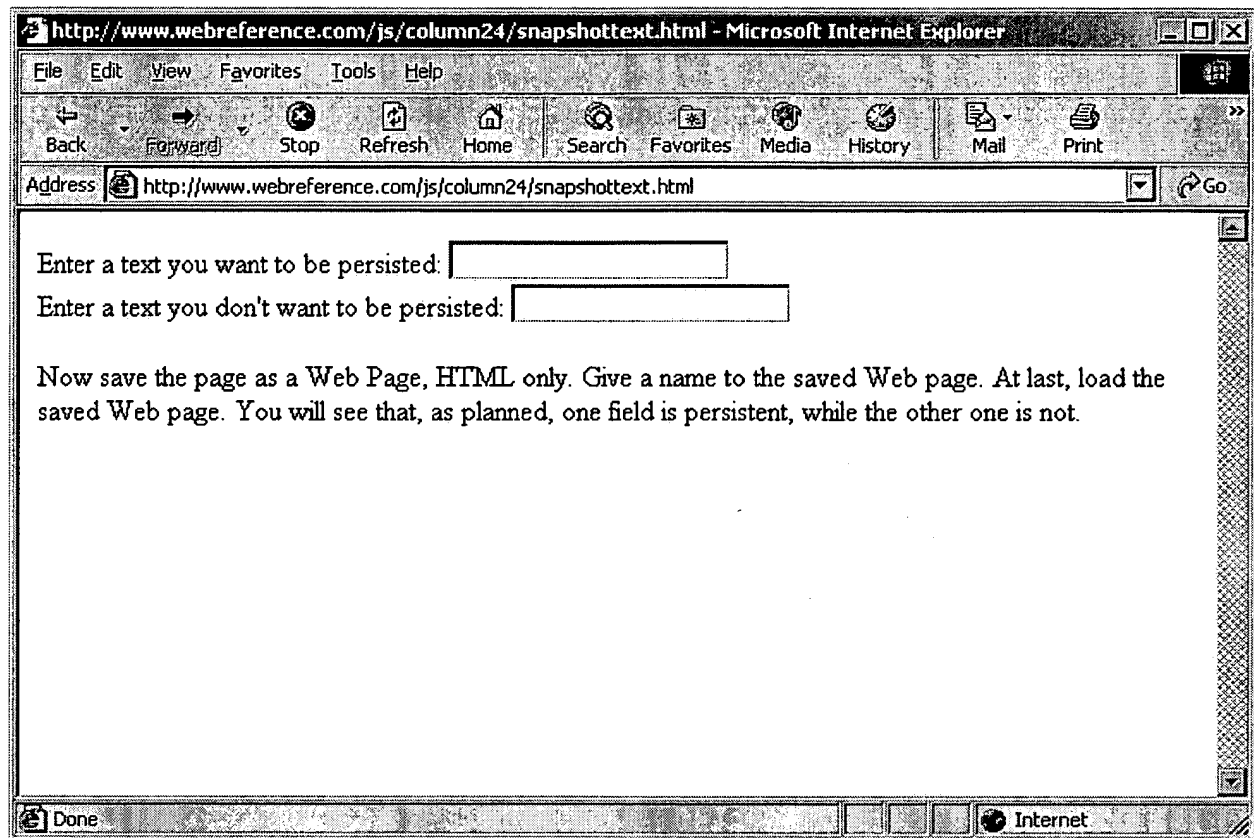 http://www.webreference.com/js/column24/snapshottext.html - Microsoft Internet Explorer
File Edit View Favorites Tools Help
Back Forward Stop Refresh Home Search Favorites Media History Mail Print
Address http://www.webreference.com/js/column24/snapshottext.html Go
Enter a text you want to be persisted:
Enter a text you don't want to be persisted:
Now save the page as a Web Page, HTML only. Give a name to the saved Web page. At last, load the
saved Web page. You will see that, as planned, one field is persistent, while the other one is not.
Done Internet